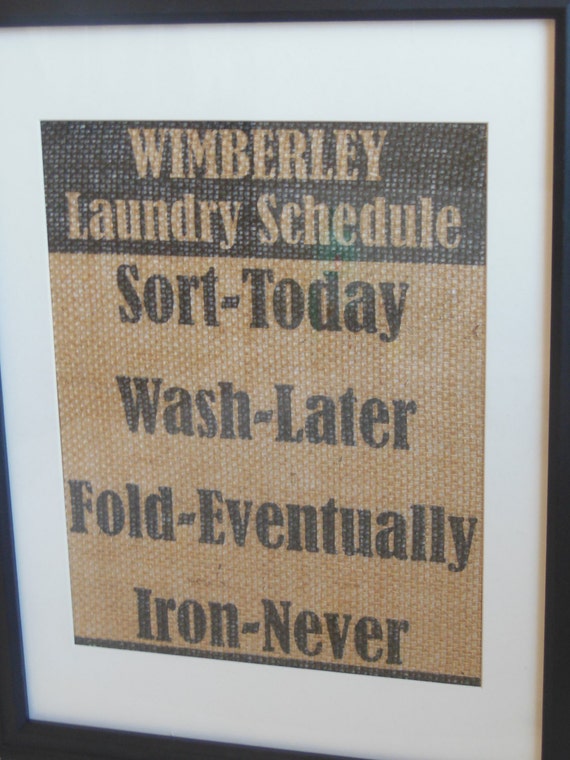 WIMBERLEY
Laundry Schedule
Sort-Today
Wash-Later
Fold-Eventually
Iron-Never